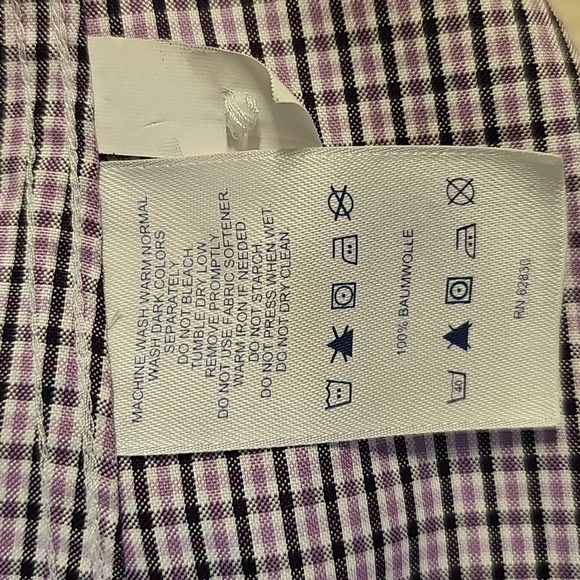 MACHINE WASH WARM NORMAL
WASH DARK COLORS
SEPARATELY
DO NOT BLEACH
TUMBLE DRY LOW
REMOVE PROMPTLY
DO NOT USE FABRIC SOFTENER.
WARM IRON IF NEEDED.
DO NOT STARCH
DO NOT PRESS WHEN WET.
DO NOT DRY CLEAN.
100% BAUMWOLLE
40
RN 62830